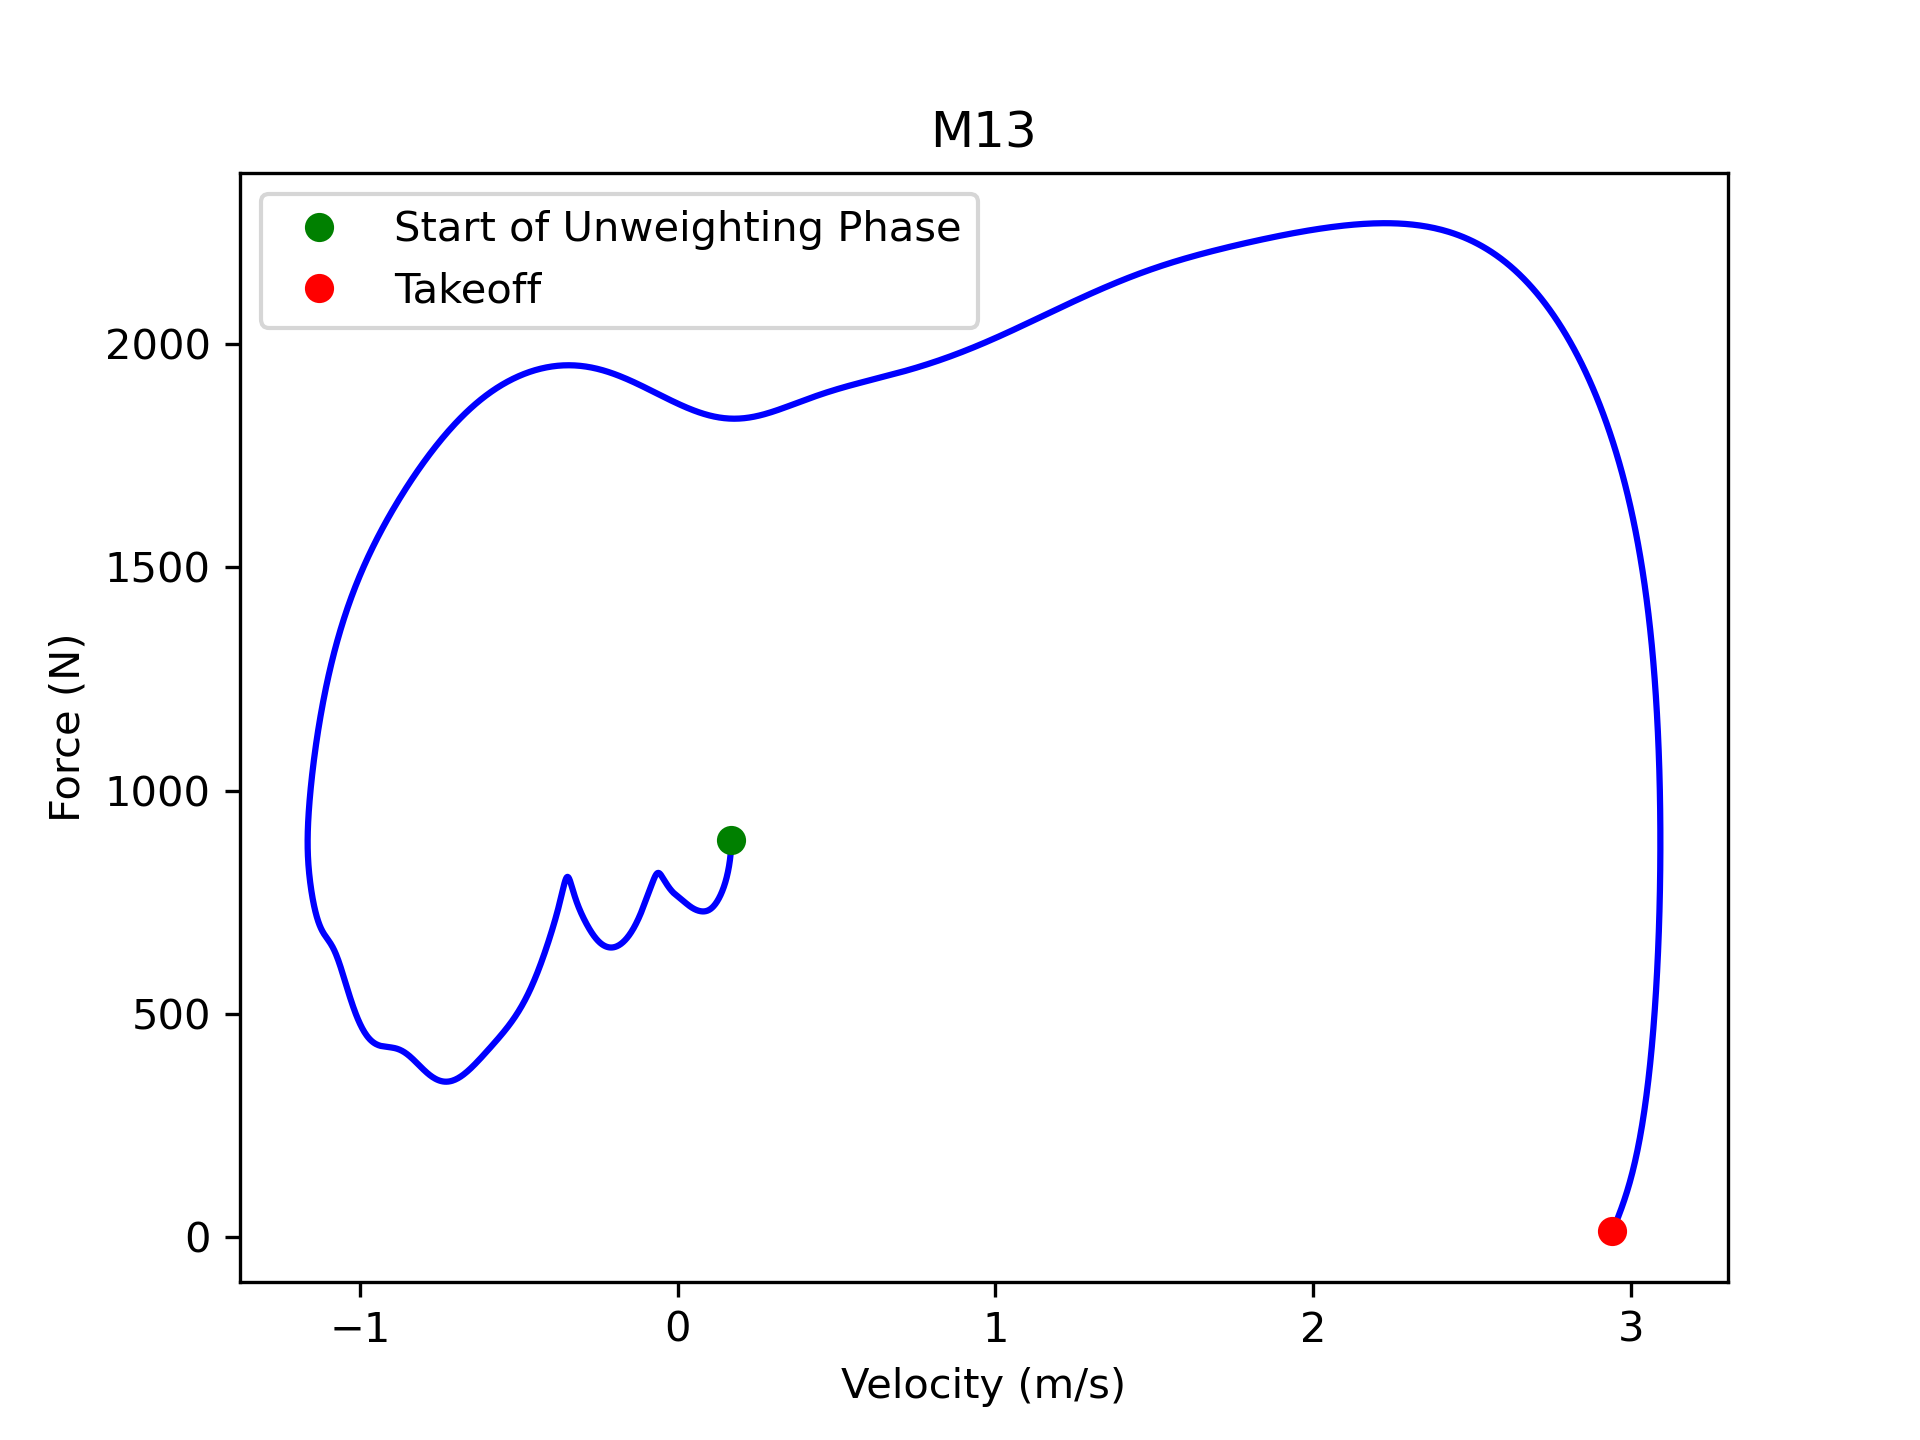 M13
Start of Unweighting Phase
Takeoff
2000
1500
1000
500
0
Force (N)
−1
0
1
2
3
Velocity (m/s)